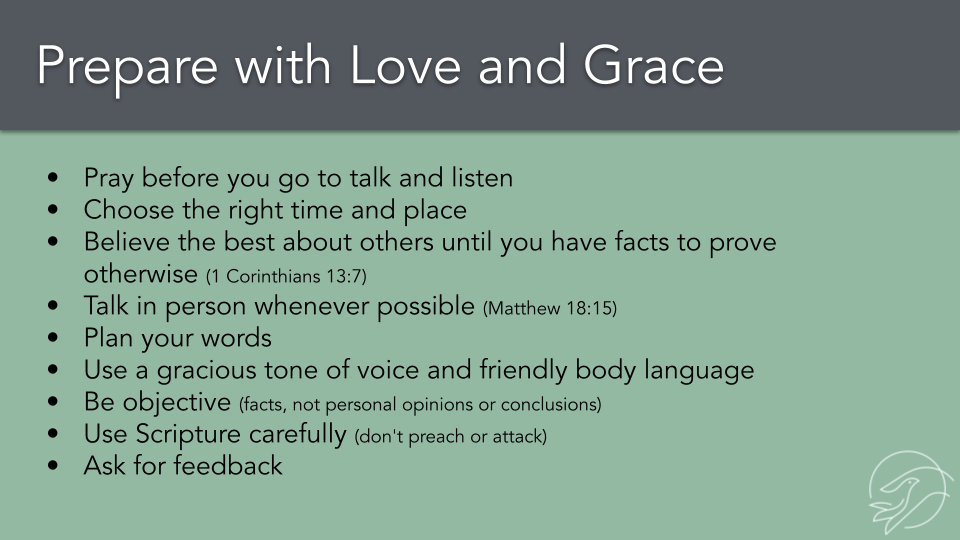 Prepare with Love and Grace
• Pray before you go to talk and listen
• Choose the right time and place
• Believe the best about others until you have facts to prove
otherwise (1 Corinthians 13:7)
• Talk in person whenever possible (Matthew 18:15)
• Plan your words
• Use a gracious tone of voice and friendly body language
• Be objective (facts, not personal opinions or conclusions)
• Use Scripture carefully (don't preach or attack)
• Ask for feedback